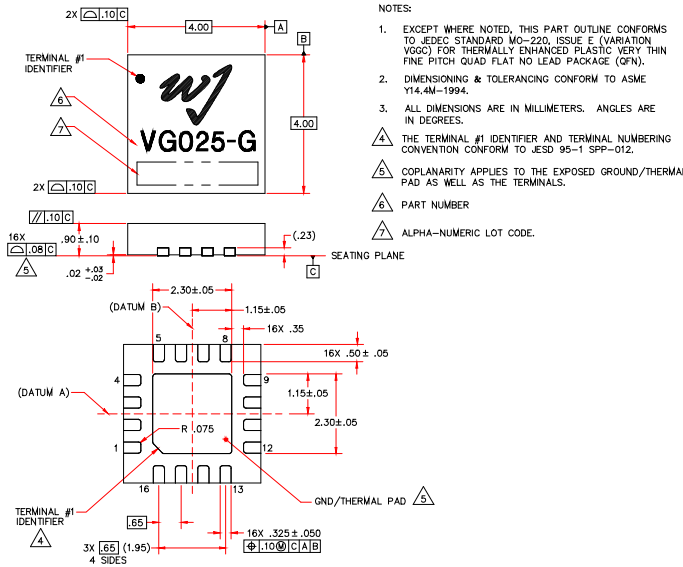 2X ⌓ .10 C
4.00
A
B
TERMINAL #1
IDENTIFIER
wj
6
VG025-G
7
4.00
2X ⌓ .10 C
// .10 C
16X
⌓ .08 C
5
.90±.10
.02 +.03
-.02
(.23)
SEATING PLANE
C
NOTES:
1. EXCEPT WHERE NOTED, THIS PART OUTLINE CONFORMS
TO JEDEC STANDARD MO-220, ISSUE E (VARIATION
VGGC) FOR THERMALLY ENHANCED PLASTIC VERY THIN
FINE PITCH QUAD FLAT NO LEAD PACKAGE (QFN).
2. DIMENSIONING & TOLERANCING CONFORM TO ASME
Y14.4M-1994.
3. ALL DIMENSIONS ARE IN MILLIMETERS. ANGLES ARE
IN DEGREES.
4 THE TERMINAL #1 IDENTIFIER AND TERMINAL NUMBERING
CONVENTION CONFORM TO JESD 95-1 SPP-012.
5 COPLANARITY APPLIES TO THE EXPOSED GROUND/THERMAL
PAD AS WELL AS THE TERMINALS.
6 PART NUMBER
7 ALPHA-NUMERIC LOT CODE.
2.30±.05
(DATUM B)
1.15±.05
16X .35
5
8
16X .50± .05
4
9
(DATUM A)
1.15±.05
2.30±.05
R .075
1
12
16
13
TERMINAL #1
IDENTIFIER
4
GND/THERMAL PAD 5
.65
16X .325±.050
⌖ .10 Ⓜ C A B
3X .65 (1.95)
4 SIDES